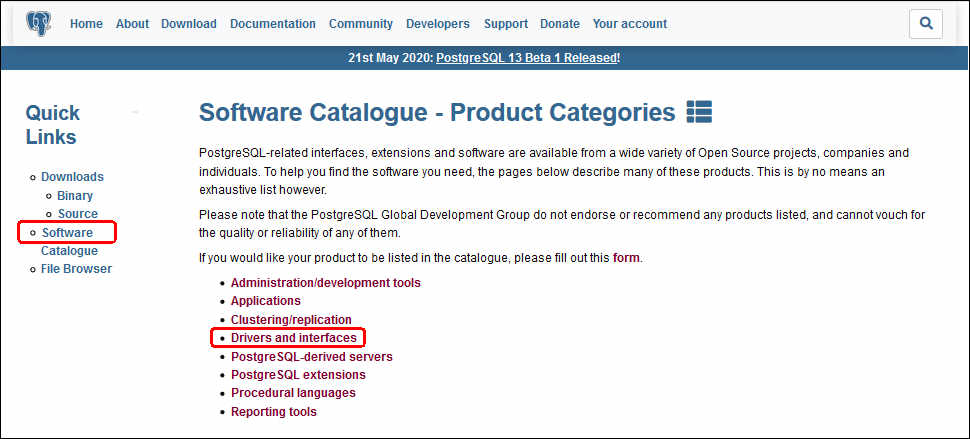 Home About Download Documentation Community Developers Support Donate Your account
21st May 2020: PostgreSQL 13 Beta 1 Released!
Quick
Links
Downloads
Binary
Source
Software
Catalogue
File Browser
Software Catalogue - Product Categories
PostgreSQL-related interfaces, extensions and software are available from a wide variety of Open Source projects, companies and
individuals. To help you find the software you need, the pages below describe many of these products. This is by no means an
exhaustive list however.
Please note that the PostgreSQL Global Development Group do not endorse or recommend any products listed, and cannot vouch for
the quality or reliability of any of them.
If you would like your product to be listed in the catalogue, please fill out this form.
Administration/development tools
Applications
Clustering/replication
Drivers and interfaces
PostgreSQL-derived servers
PostgreSQL extensions
Procedural languages
Reporting tools